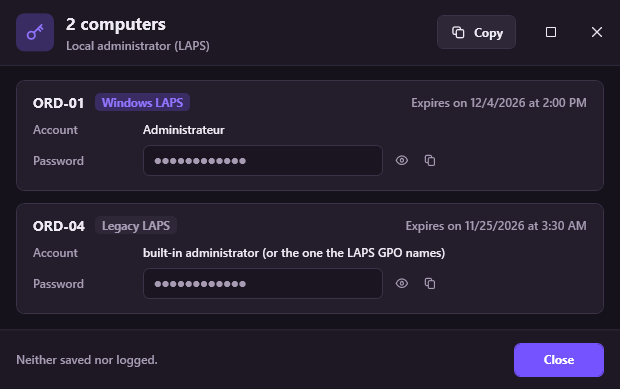 2 computers
Local administrator (LAPS)
Copy
ORD-01 Windows LAPS Expires on 12/4/2026 at 2:00 PM
Account Administrateur
Password ●●●●●●●●●●●●
ORD-04 Legacy LAPS Expires on 11/25/2026 at 3:30 AM
Account built-in administrator (or the one the LAPS GPO names)
Password ●●●●●●●●●●●●
Neither saved nor logged.
Close